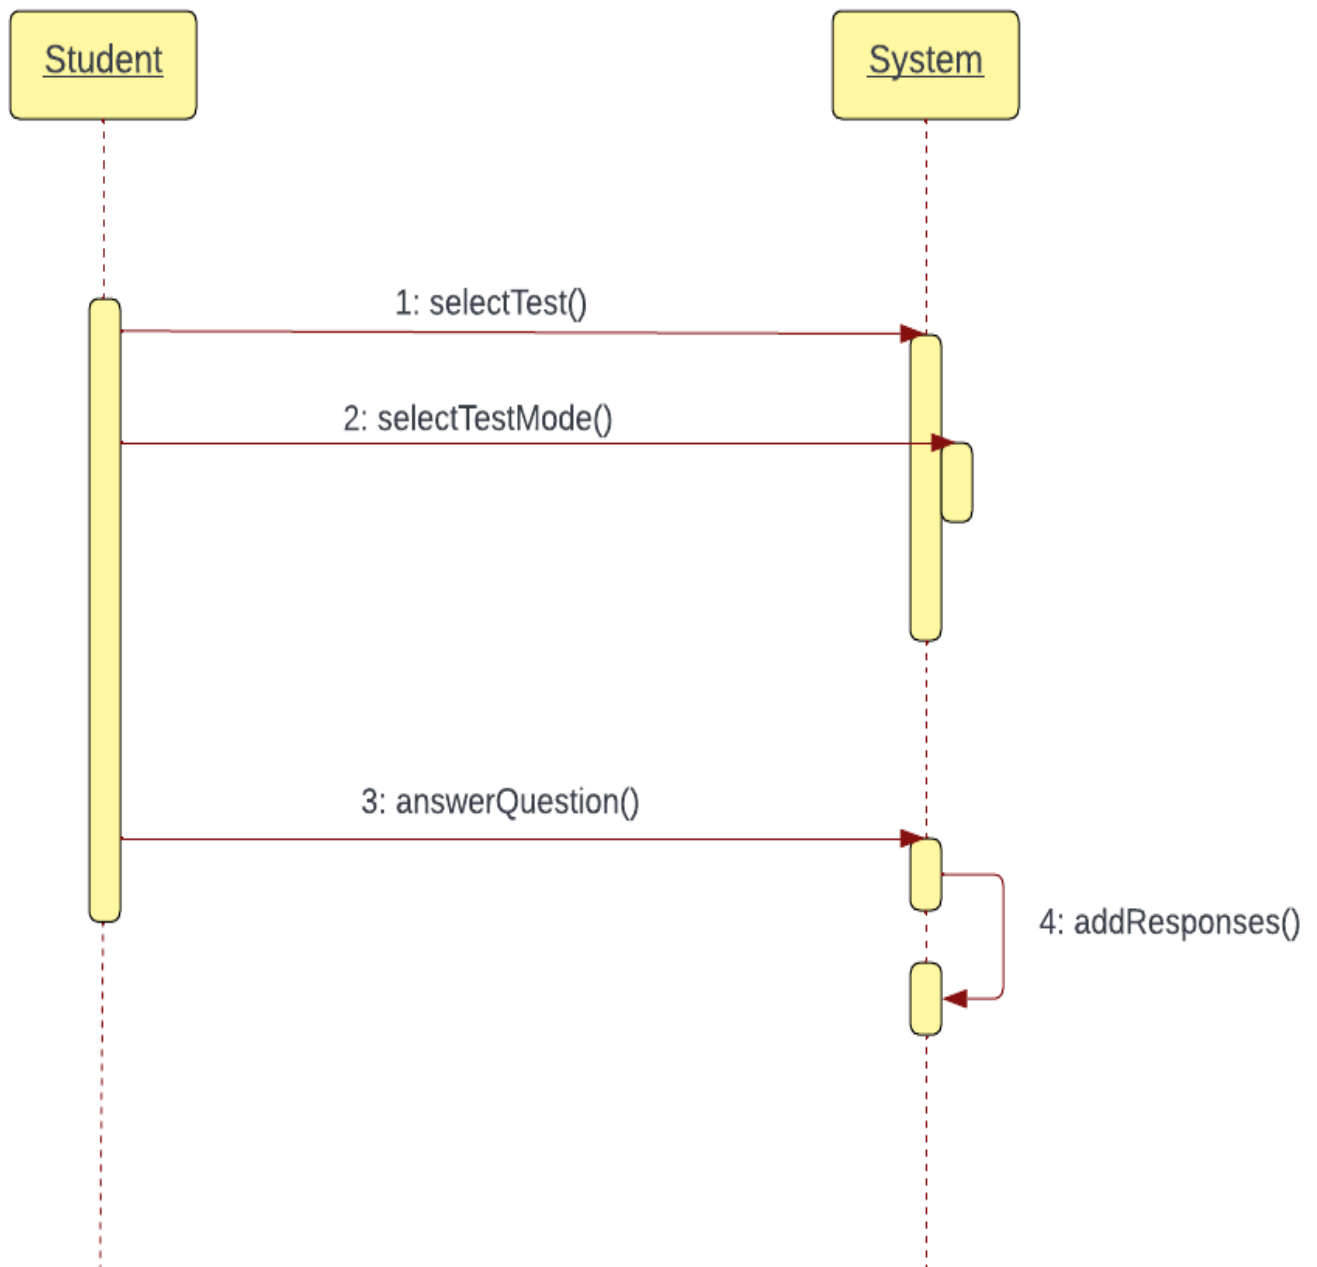 Student
System
1: selectTest()
2: selectTestMode()
3: answerQuestion()
4: addResponses()